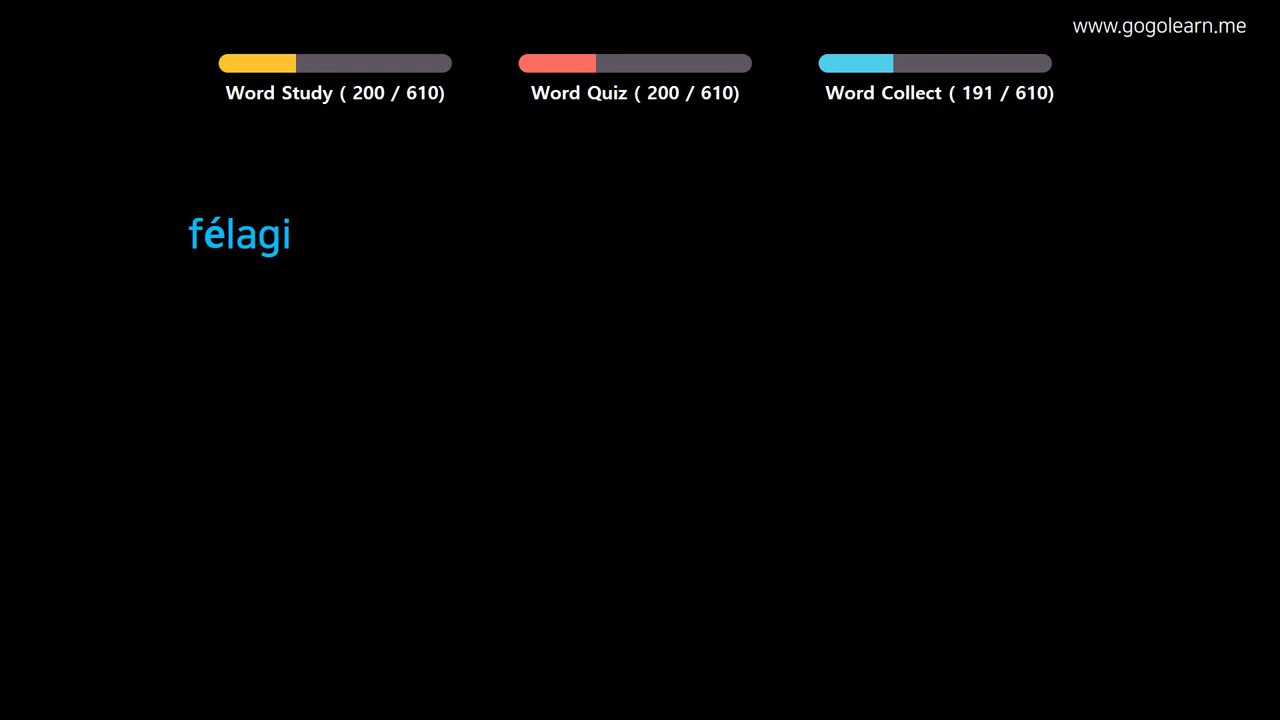 www.gogolearn.me
Word Study ( 200 / 610)
Word Quiz ( 200 / 610)
Word Collect ( 191 / 610)
félagi